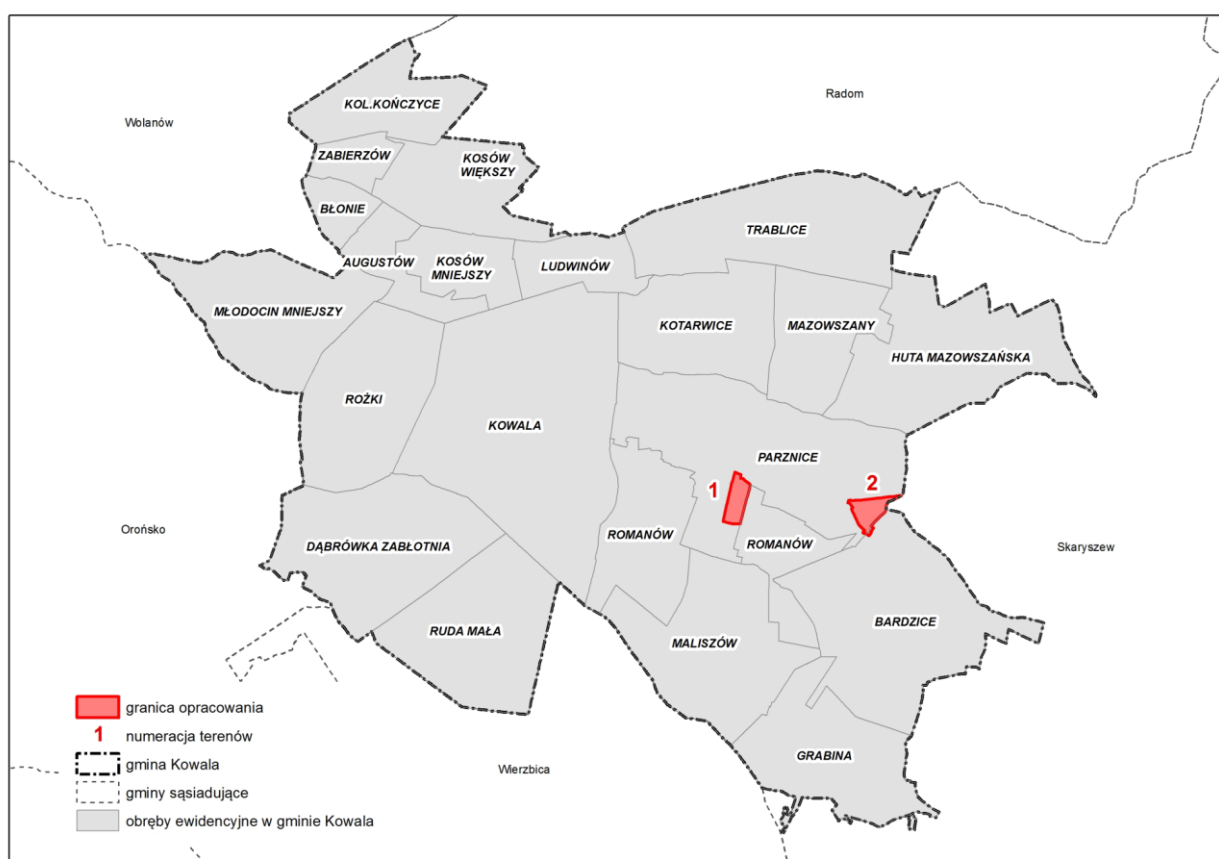 Radom
Wolanów
KOL.KOŃCZYCE
ZABIERZÓW
KOSÓW
WIĘKSZY
BŁONIE
TRABLICE
AUGUSTÓW
KOSÓW
MNIEJSZY
LUDWINÓW
MŁODOCIN MNIEJSZY
KOTARWICE
MAZOWSZANY
HUTA MAZOWSZAŃSKA
ROŻKI
KOWALA
PARZNICE
1
2
Orońsko
ROMANÓW
ROMANÓW
DĄBRÓWKA ZABŁOTNIA
Skaryszew
RUDA MAŁA
MALISZÓW
BARDZICE
GRABINA
Wierzbica
granica opracowania
1 numeracja terenów
gmina Kowala
gminy sąsiadujące
obręby ewidencyjne w gminie Kowala